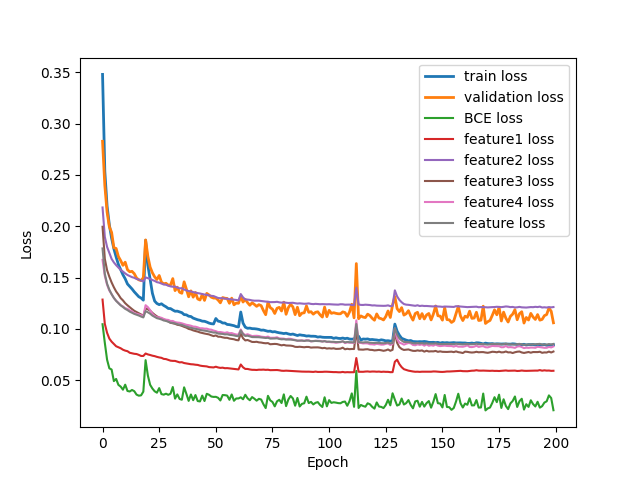 0.35
0.30
0.25
0.20
0.15
0.10
0.05
Loss
0 25 50 75 100 125 150 175 200
Epoch
train loss
validation loss
BCE loss
feature1 loss
feature2 loss
feature3 loss
feature4 loss
feature loss